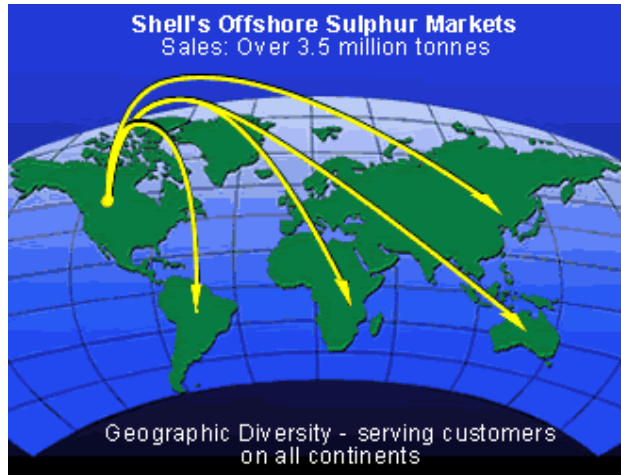 Shell's Offshore Sulphur Markets
Sales: Over 3.5 million tonnes
Geographic Diversity - serving customers
on all continents